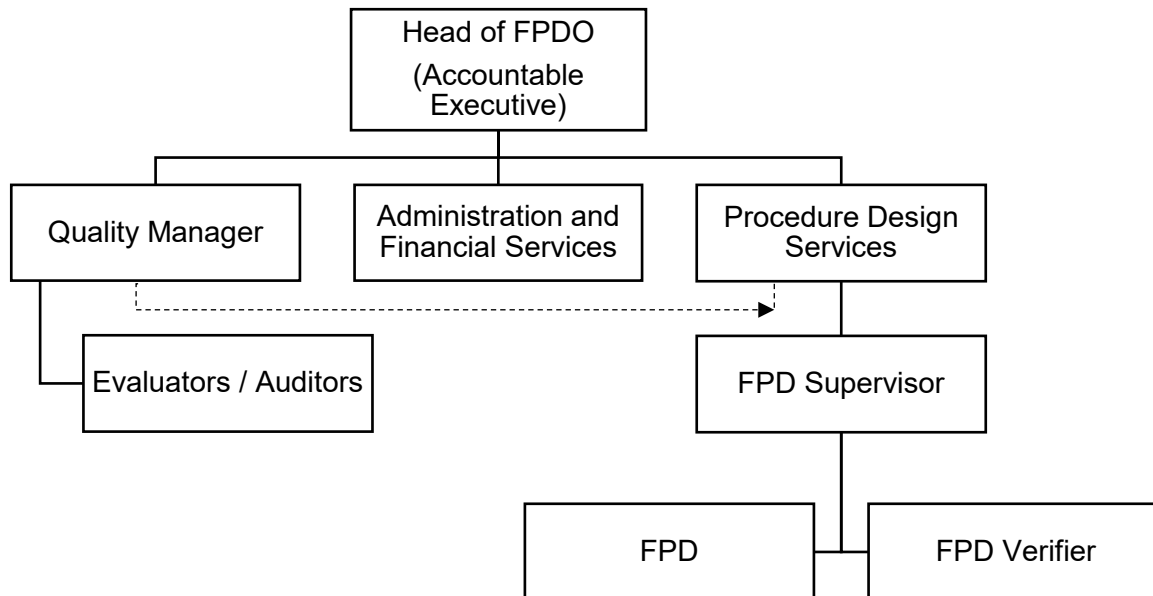 Head of FPDO
(Accountable
Executive)
Quality Manager
Administration and
Financial Services
Procedure Design
Services
Evaluators / Auditors
FPD Supervisor
FPD
FPD Verifier